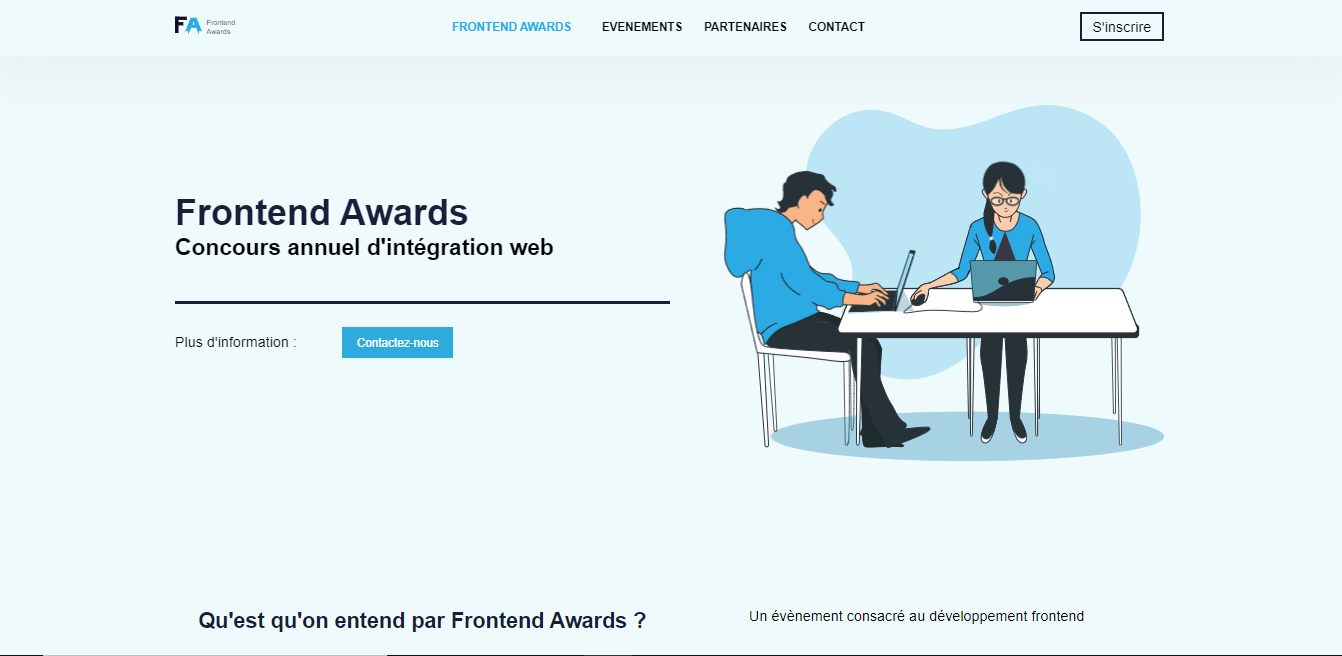 FA Frontend
Awards
FRONTEND AWARDS EVENEMENTS PARTENAIRES CONTACT
S'inscrire
Frontend Awards
Concours annuel d'intégration web
Plus d'information :
Contactez-nous
Qu'est qu'on entend par Frontend Awards ?
Un évènement consacré au développement frontend